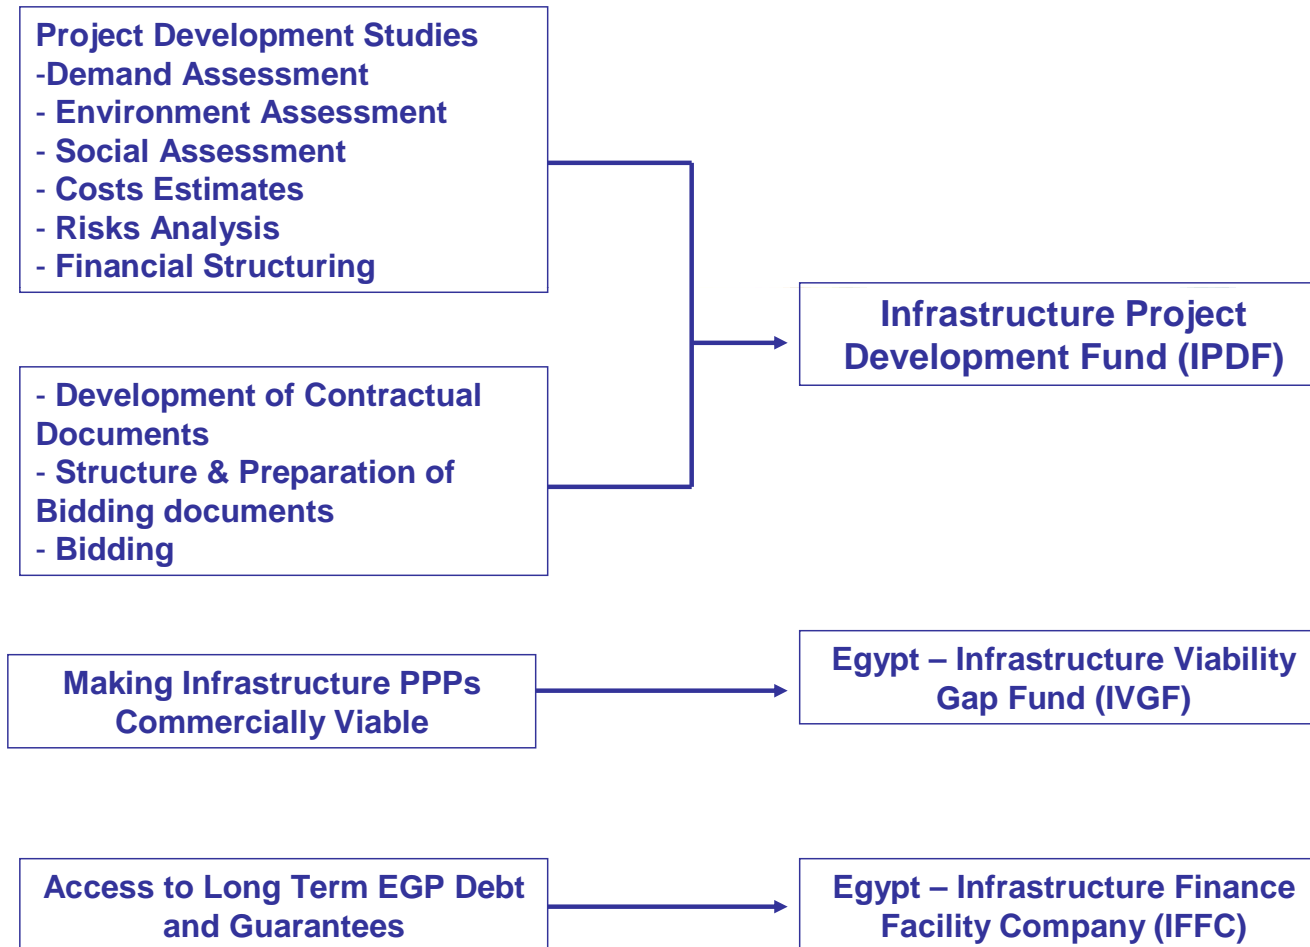 Project Development Studies
-Demand Assessment
- Environment Assessment
- Social Assessment
- Costs Estimates
- Risks Analysis
- Financial Structuring
Infrastructure Project
Development Fund (IPDF)
- Development of Contractual
Documents
- Structure & Preparation of
Bidding documents
- Bidding
Making Infrastructure PPPs
Commercially Viable
Egypt – Infrastructure Viability
Gap Fund (IVGF)
Access to Long Term EGP Debt
and Guarantees
Egypt – Infrastructure Finance
Facility Company (IFFC)